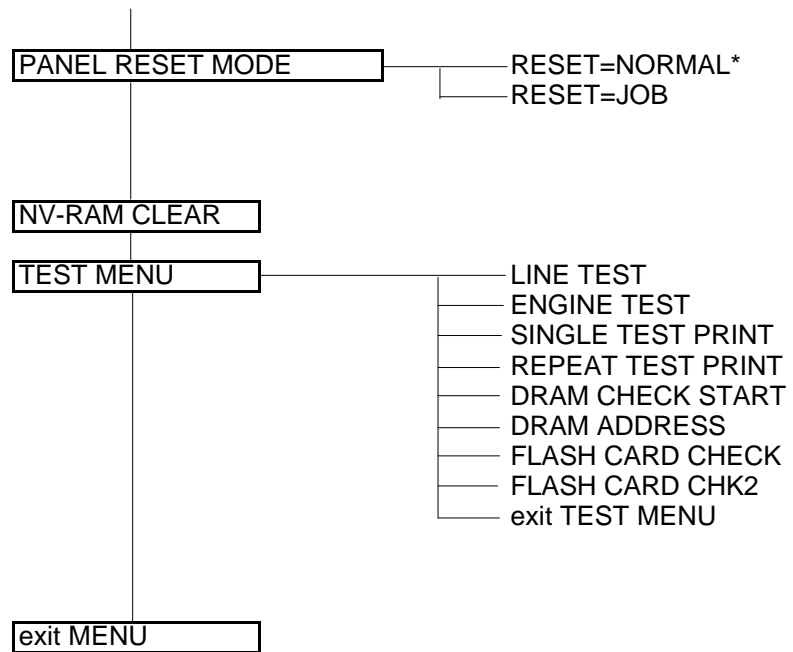 PANEL RESET MODE
RESET=NORMAL*
RESET=JOB
NV-RAM CLEAR
TEST MENU
LINE TEST
ENGINE TEST
SINGLE TEST PRINT
REPEAT TEST PRINT
DRAM CHECK START
DRAM ADDRESS
FLASH CARD CHECK
FLASH CARD CHK2
exit TEST MENU
exit MENU